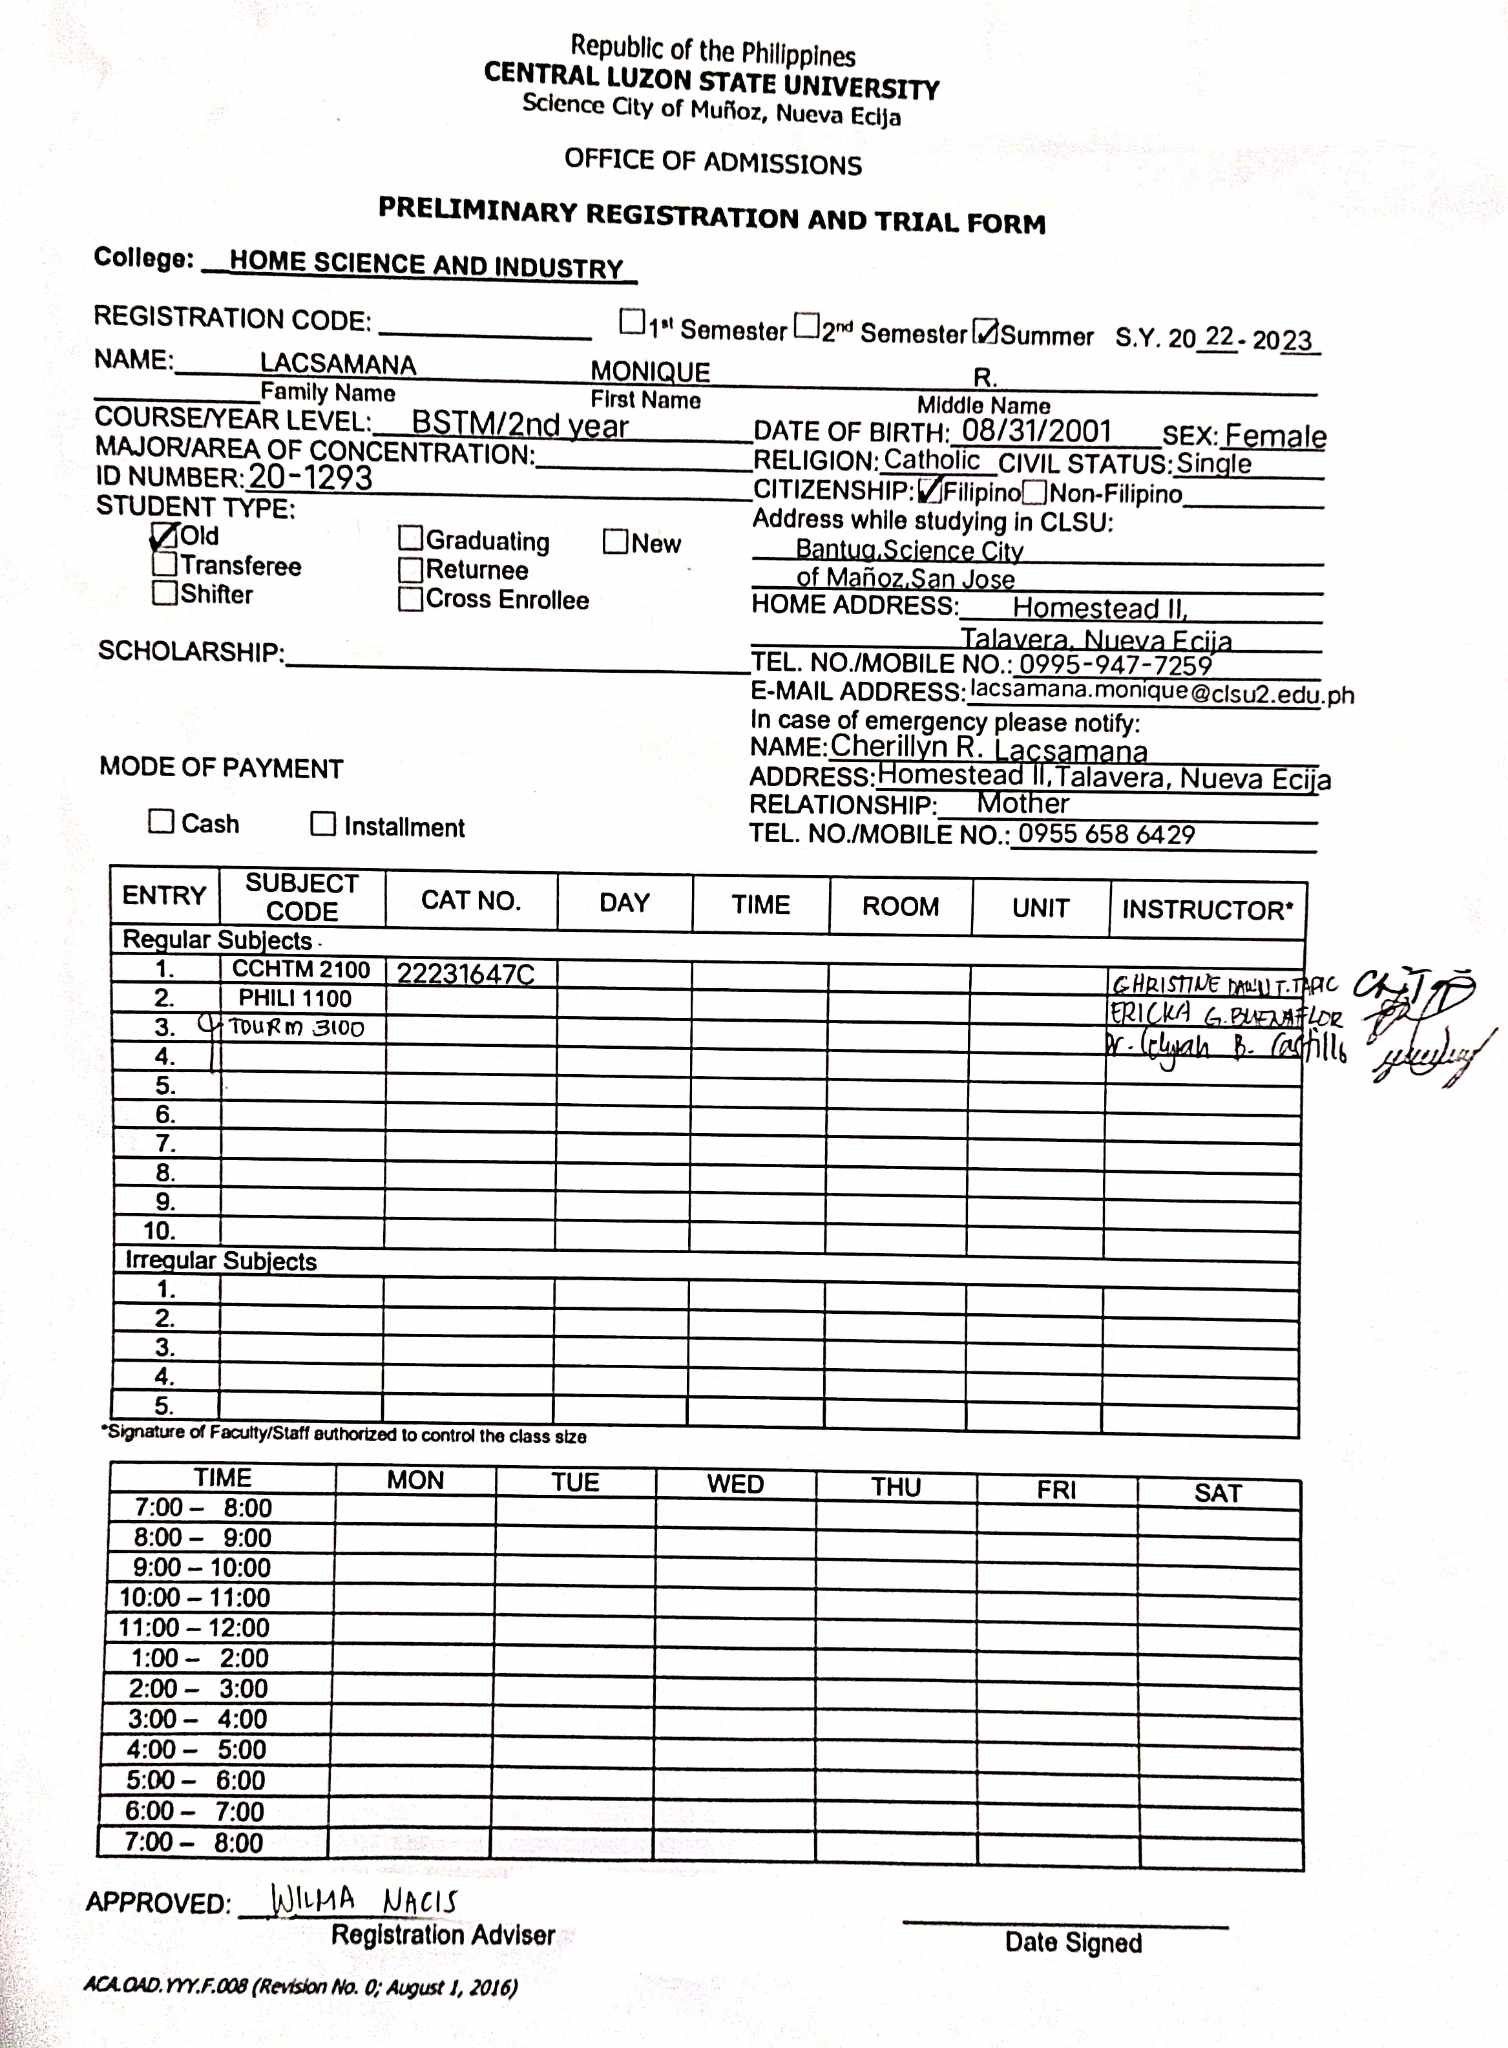 Republic of the Philippines
CENTRAL LUZON STATE UNIVERSITY
Science City of Muñoz, Nueva Ecija
OFFICE OF ADMISSIONS
PRELIMINARY REGISTRATION AND TRIAL FORM
College: HOME SCIENCE AND INDUSTRY
REGISTRATION CODE: 1st Semester 2nd Semester Summer S.Y. 20 22 - 2023
NAME: LACSAMANA MONIQUE R.
Family Name First Name Middle Name
COURSE/YEAR LEVEL: BSTM/2nd year
MAJOR/AREA OF CONCENTRATION:
ID NUMBER: 20-1293
STUDENT TYPE:
Old Graduating New
Transferee Returnee
Shifter Cross Enrollee
SCHOLARSHIP:
MODE OF PAYMENT
Cash Installment
DATE OF BIRTH: 08/31/2001 SEX: Female
RELIGION: Catholic CIVIL STATUS: Single
CITIZENSHIP: Filipino Non-Filipino
Address while studying in CLSU:
Bantug,Science City
of Mañoz,San Jose
HOME ADDRESS: Homestead II,
Talavera, Nueva Ecija
TEL. NO./MOBILE NO.: 0995-947-7259
E-MAIL ADDRESS: lacsamana.monique@clsu2.edu.ph
In case of emergency please notify:
NAME: Cherillyn R. Lacsamana
ADDRESS: Homestead II,Talavera, Nueva Ecija
RELATIONSHIP: Mother
TEL. NO./MOBILE NO.: 0955 658 6429
ENTRY SUBJECT CODE CAT NO. DAY TIME ROOM UNIT INSTRUCTOR*
Regular Subjects
1. CCHTM 2100 22231647C CHRISTINE DAWN T. TAPIC
2. PHILI 1100 ERICKA G. BUENAFLOR
3. TOURM 3100 Dr. B. Castillo
4.
5.
6.
7.
8.
9.
10.
Irregular Subjects
1.
2.
3.
4.
5.
*Signature of Faculty/Staff authorized to control the class size
TIME MON TUE WED THU FRI SAT
7:00 – 8:00
8:00 – 9:00
9:00 – 10:00
10:00 – 11:00
11:00 – 12:00
1:00 – 2:00
2:00 – 3:00
3:00 – 4:00
4:00 – 5:00
5:00 – 6:00
6:00 – 7:00
7:00 – 8:00
APPROVED: WILMA NACIS
Registration Adviser
Date Signed
ACA.OAD.YYY.F.008 (Revision No. 0; August 1, 2016)